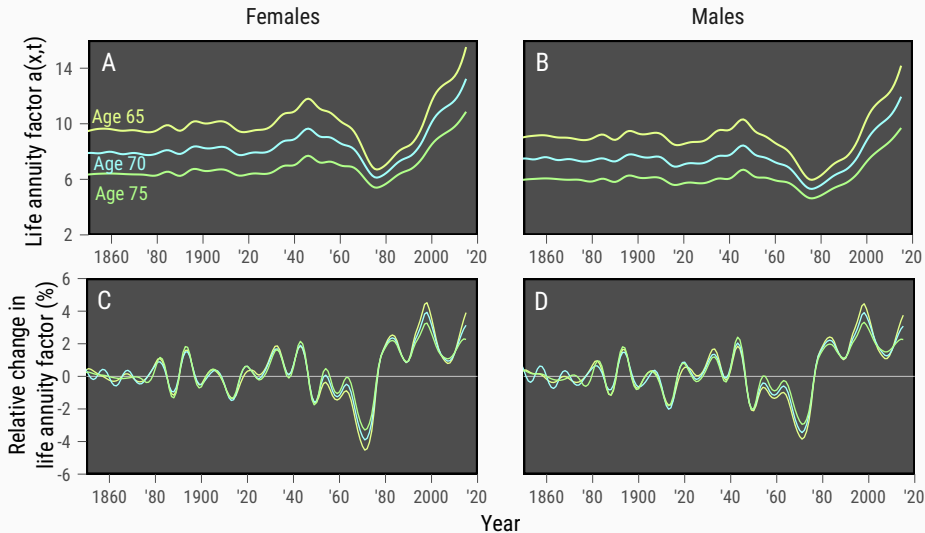 Females
Males
Life annuity factor a(x,t)
A
B
14
10
6
2
Age 65
Age 70
Age 75
1860 '80 1900 '20 '40 '60 '80 2000 '20
1860 '80 1900 '20 '40 '60 '80 2000 '20
Relative change in
life annuity factor (%)
C
D
6
4
2
0
-2
-4
-6
1860 '80 1900 '20 '40 '60 '80 2000 '20
1860 '80 1900 '20 '40 '60 '80 2000 '20
Year